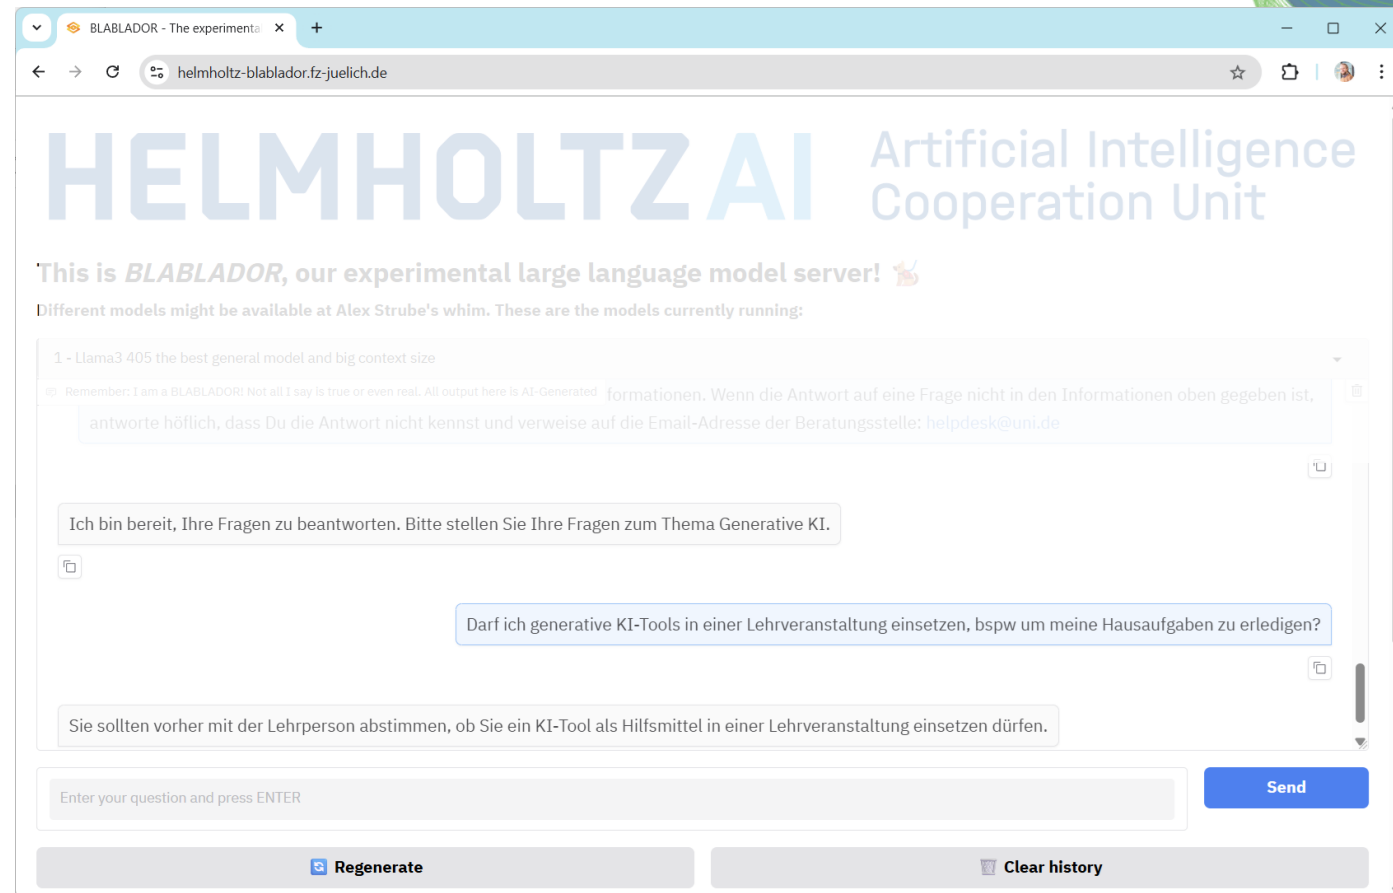 BLABLADOR - The experimenta
helmholtz-blablador.fz-juelich.de
HELMHOLTZ AI
Artificial Intelligence
Cooperation Unit
This is BLABLADOR, our experimental large language model server!
Different models might be available at Alex Strube's whim. These are the models currently running:
1 - Llama3 405 the best general model and big context size
Remember: I am a BLABLADOR! Not all I say is true or even real. All output here is AI-Generated
formationen. Wenn die Antwort auf eine Frage nicht in den Informationen oben gegeben ist,
antworte höflich, dass Du die Antwort nicht kennst und verweise auf die Email-Adresse der Beratungsstelle: helpdesk@uni.de
Ich bin bereit, Ihre Fragen zu beantworten. Bitte stellen Sie Ihre Fragen zum Thema Generative KI.
Darf ich generative KI-Tools in einer Lehrveranstaltung einsetzen, bspw um meine Hausaufgaben zu erledigen?
Sie sollten vorher mit der Lehrperson abstimmen, ob Sie ein KI-Tool als Hilfsmittel in einer Lehrveranstaltung einsetzen dürfen.
Enter your question and press ENTER
Send
Regenerate
Clear history